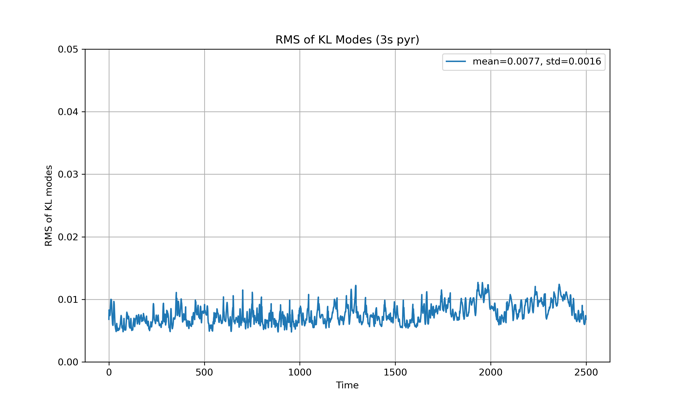 RMS of KL Modes (3s pyr)
mean=0.0077, std=0.0016
RMS of KL modes
0.05
0.04
0.03
0.02
0.01
0.00
0 500 1000 1500 2000 2500
Time